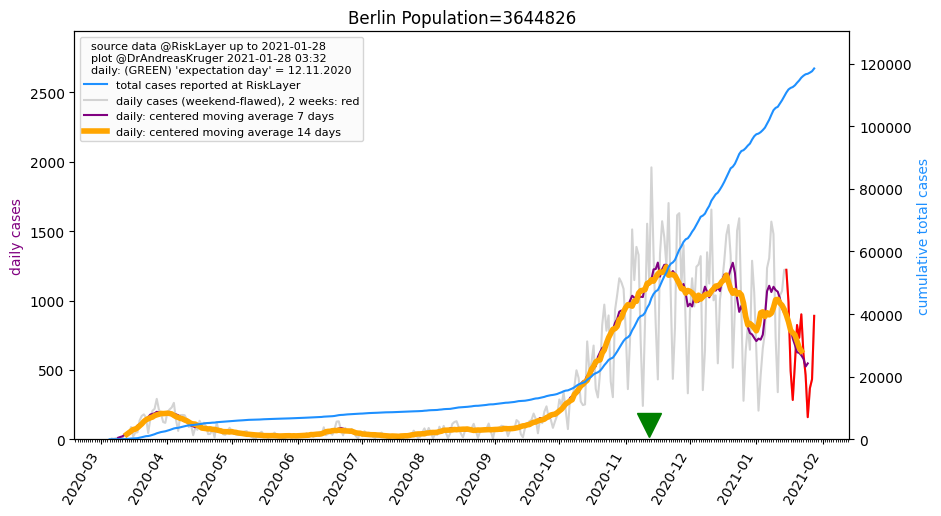 Berlin Population=3644826
source data @RiskLayer up to 2021-01-28
plot @DrAndreasKruger 2021-01-28 03:32
daily: (GREEN) 'expectation day' = 12.11.2020
total cases reported at RiskLayer
daily cases (weekend-flawed), 2 weeks: red
daily: centered moving average 7 days
daily: centered moving average 14 days
daily cases
2500
2000
1500
1000
500
0
cumulative total cases
120000
100000
80000
60000
40000
20000
0
2020-03
2020-04
2020-05
2020-06
2020-07
2020-08
2020-09
2020-10
2020-11
2020-12
2021-01
2021-02